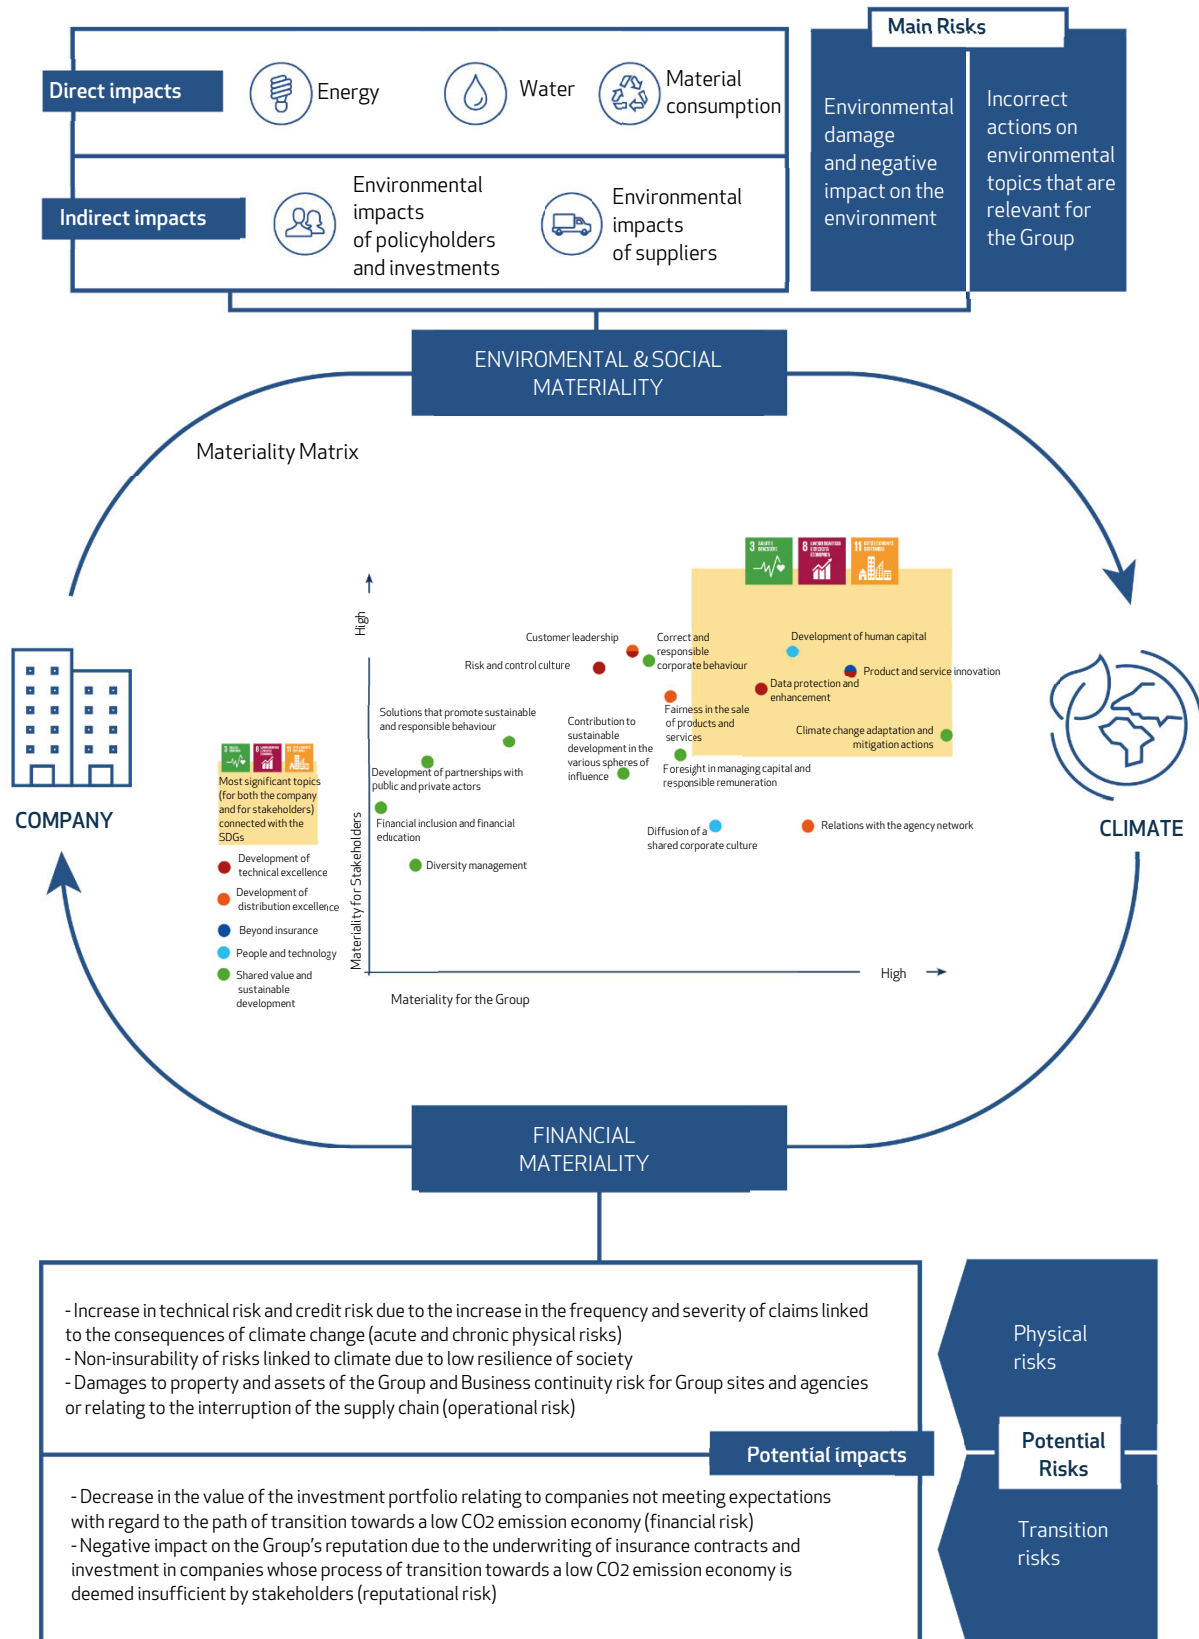 Main Risks
Direct impacts
Energy
Water
Material
consumption
Environmental
damage
and negative
impact on the
environment
Incorrect
actions on
environmental
topics that are
relevant for
the Group
Indirect impacts
Environmental
impacts
of policyholders
and investments
Environmental
impacts
of suppliers
ENVIROMENTAL & SOCIAL
MATERIALITY
Materiality Matrix
3 SALUTE E
BENESSERE
8 LAVORO DIGNITOSO
E CRESCITA
ECONOMICA
11 CITTÀ E COMUNITÀ
SOSTENIBILI
High
Customer leadership
Correct and
responsible
corporate behaviour
Development of human capital
Risk and control culture
Product and service innovation
Data protection and
enhancement
Solutions that promote sustainable
and responsible behaviour
Contribution to
sustainable
development in the
various spheres of
influence
Fairness in the sale
of products and
services
Climate change adaptation and
mitigation actions
Development of partnerships with
public and private actors
Foresight in managing capital and
responsible remuneration
Financial inclusion and financial
education
Diffusion of a
shared corporate culture
Relations with the agency network
Diversity management
Materiality for Stakeholders
Materiality for the Group
High
3
8
11
Most significant topics
(for both the company
and for stakeholders)
connected with the
SDGs
Development of
technical excellence
Development of
distribution excellence
Beyond insurance
People and technology
Shared value and
sustainable
development
COMPANY
CLIMATE
FINANCIAL
MATERIALITY
- Increase in technical risk and credit risk due to the increase in the frequency and severity of claims linked
to the consequences of climate change (acute and chronic physical risks)
- Non-insurability of risks linked to climate due to low resilience of society
- Damages to property and assets of the Group and Business continuity risk for Group sites and agencies
or relating to the interruption of the supply chain (operational risk)
Physical
risks
Potential impacts
Potential
Risks
- Decrease in the value of the investment portfolio relating to companies not meeting expectations
with regard to the path of transition towards a low CO2 emission economy (financial risk)
- Negative impact on the Group's reputation due to the underwriting of insurance contracts and
investment in companies whose process of transition towards a low CO2 emission economy is
deemed insufficient by stakeholders (reputational risk)
Transition
risks